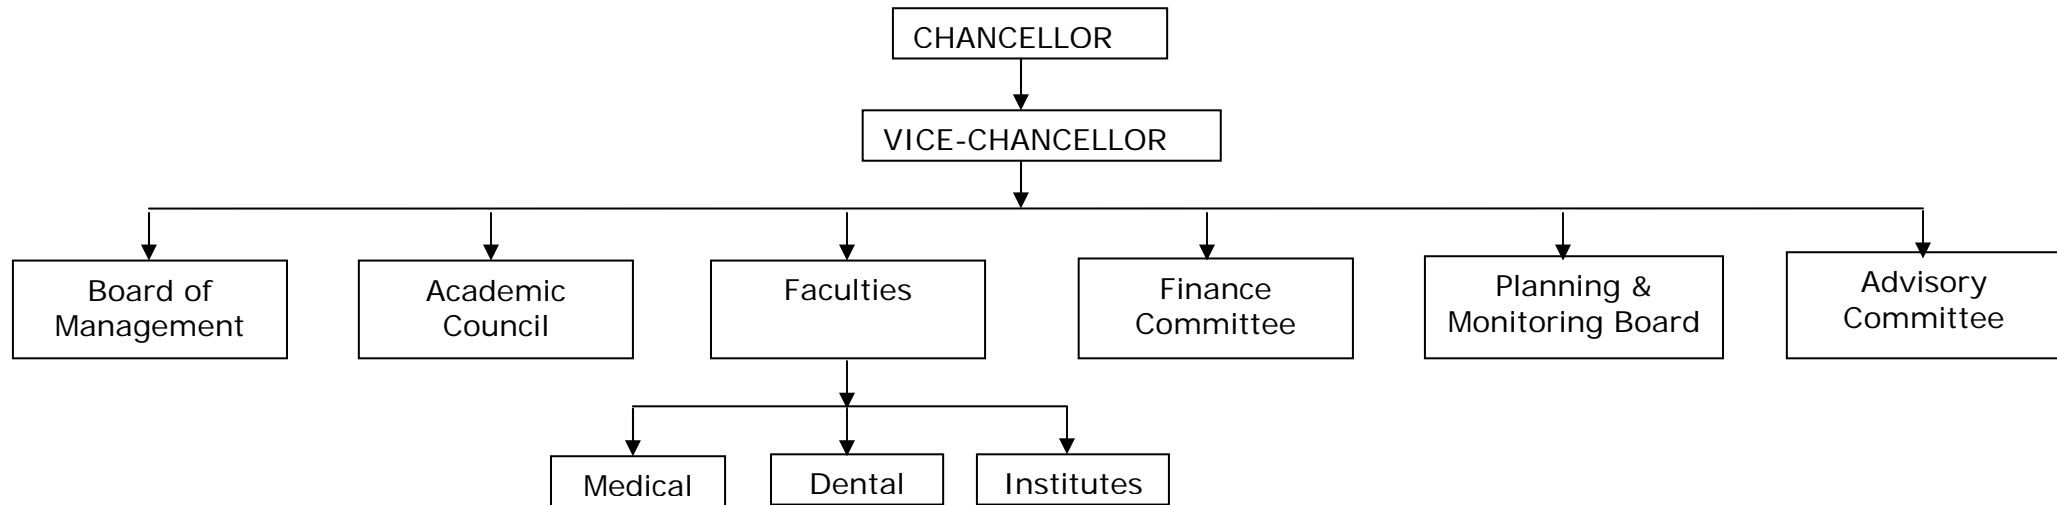 CHANCELLOR
VICE-CHANCELLOR
Board of
Management
Academic
Council
Faculties
Finance
Committee
Planning &
Monitoring Board
Advisory
Committee
Medical
Dental
Institutes